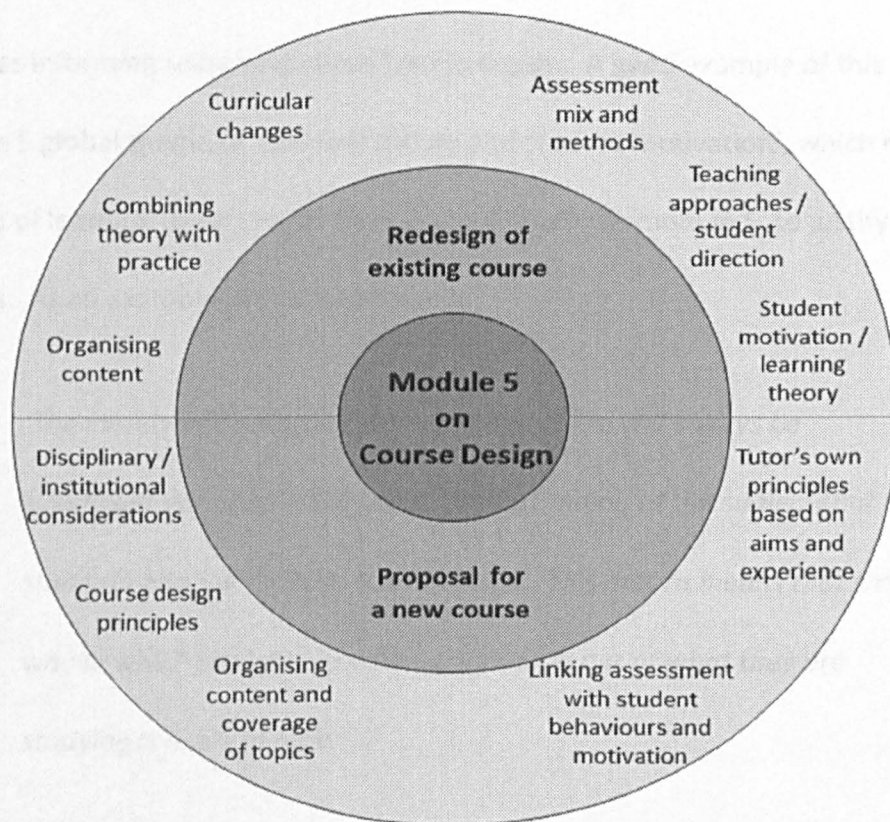 Curricular
changes
Assessment
mix and
methods
Combining
theory with
practice
Redesign of
existing course
Teaching
approaches /
student
direction
Organising
content
Module 5
on
Course Design
Student
motivation /
learning
theory
Disciplinary /
institutional
considerations
Tutor's own
principles
based on
aims and
experience
Course design
principles
Proposal for
a new course
Organising
content and
coverage
of topics
Linking assessment
with student
behaviours and
motivation